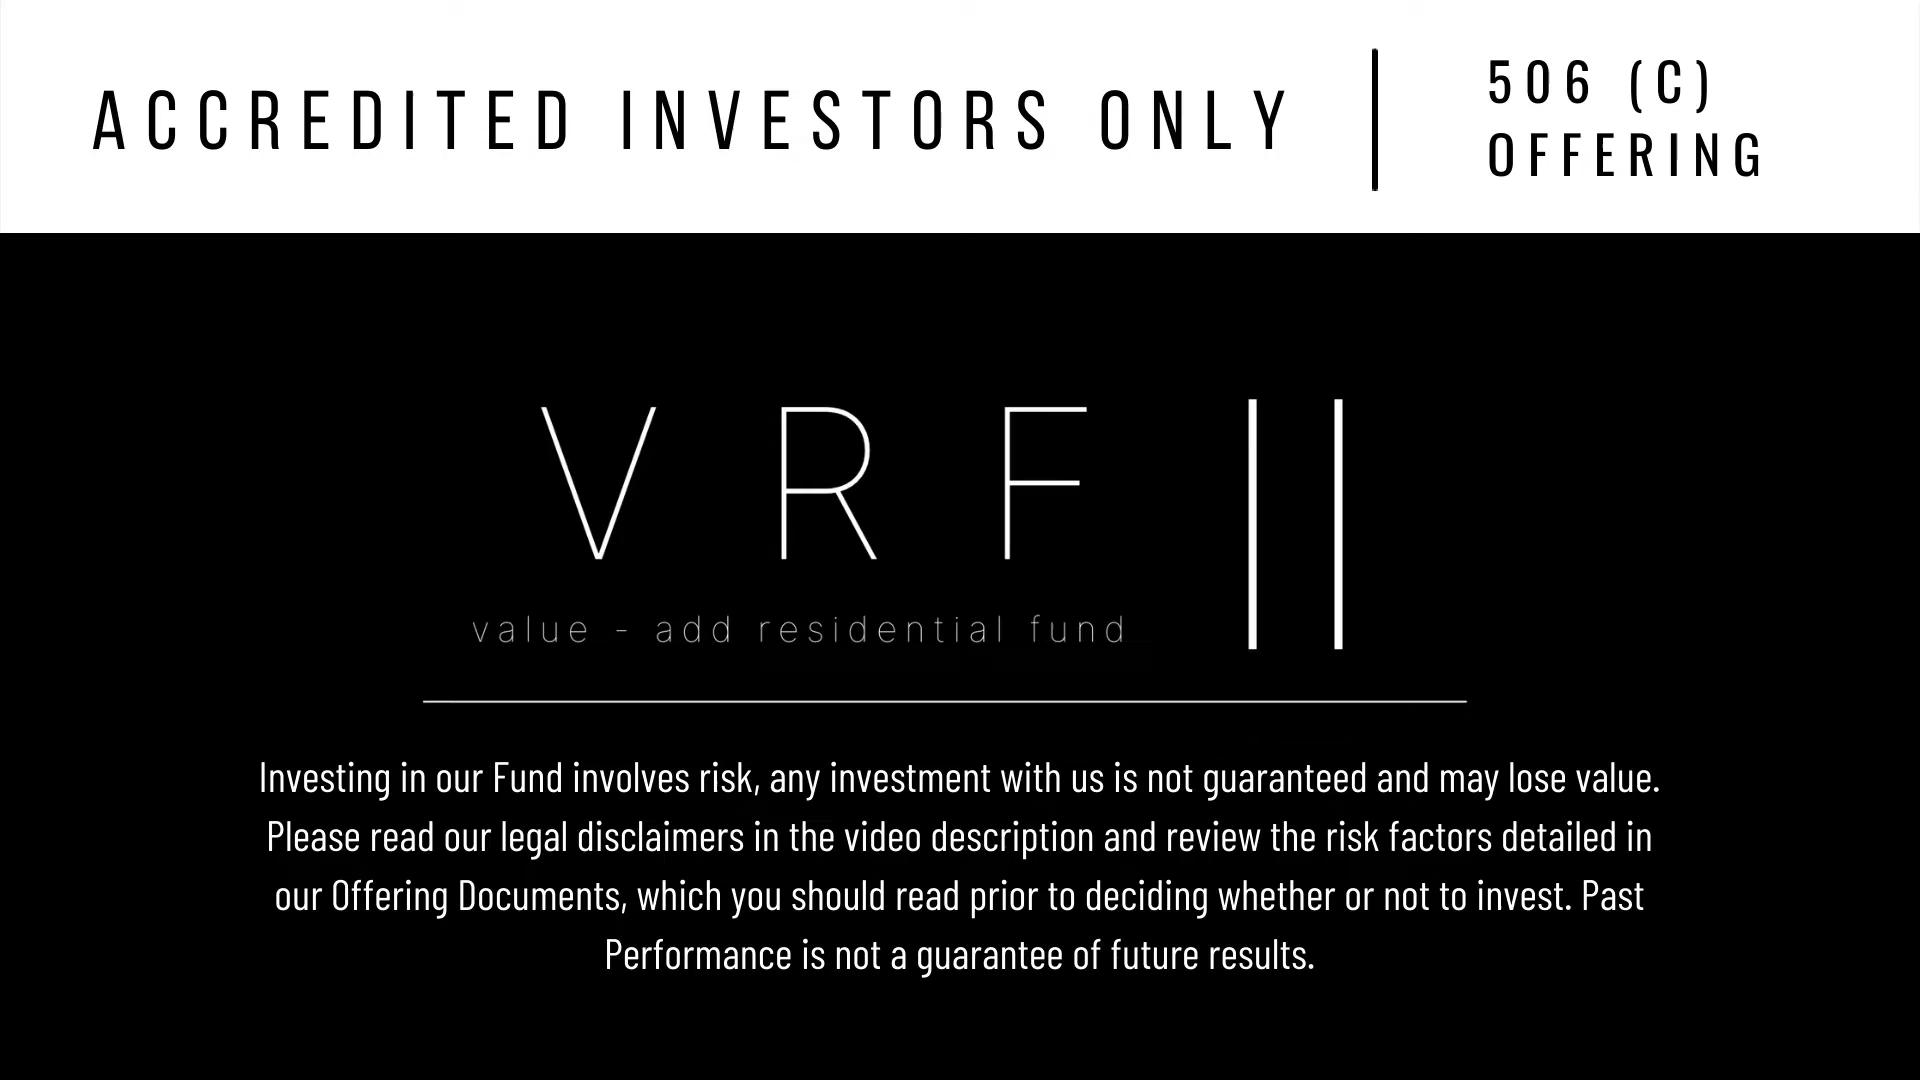 ACCREDITED INVESTORS ONLY
506 (C)
OFFERING
VRF II
value - add residential fund
Investing in our Fund involves risk, any investment with us is not guaranteed and may lose value.
Please read our legal disclaimers in the video description and review the risk factors detailed in
our Offering Documents, which you should read prior to deciding whether or not to invest. Past
Performance is not a guarantee of future results.